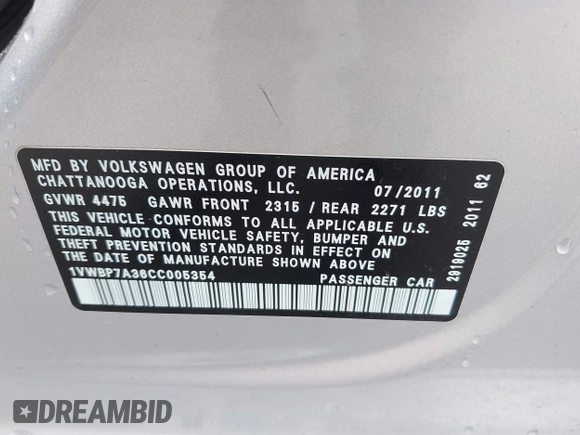 MFD BY VOLKSWAGEN GROUP OF AMERICA
CHATTANOOGA OPERATIONS, LLC. 07/2011
GVWR 4475 GAWR FRONT 2315 / REAR 2271 LBS
THIS VEHICLE CONFORMS TO ALL APPLICABLE U.S.
FEDERAL MOTOR VEHICLE SAFETY, BUMPER AND
THEFT PREVENTION STANDARDS IN EFFECT ON
THE DATE OF MANUFACTURE SHOWN ABOVE
1VWBP7A36CC005354 PASSENGER CAR
2919025 2011 62
DREAMBID